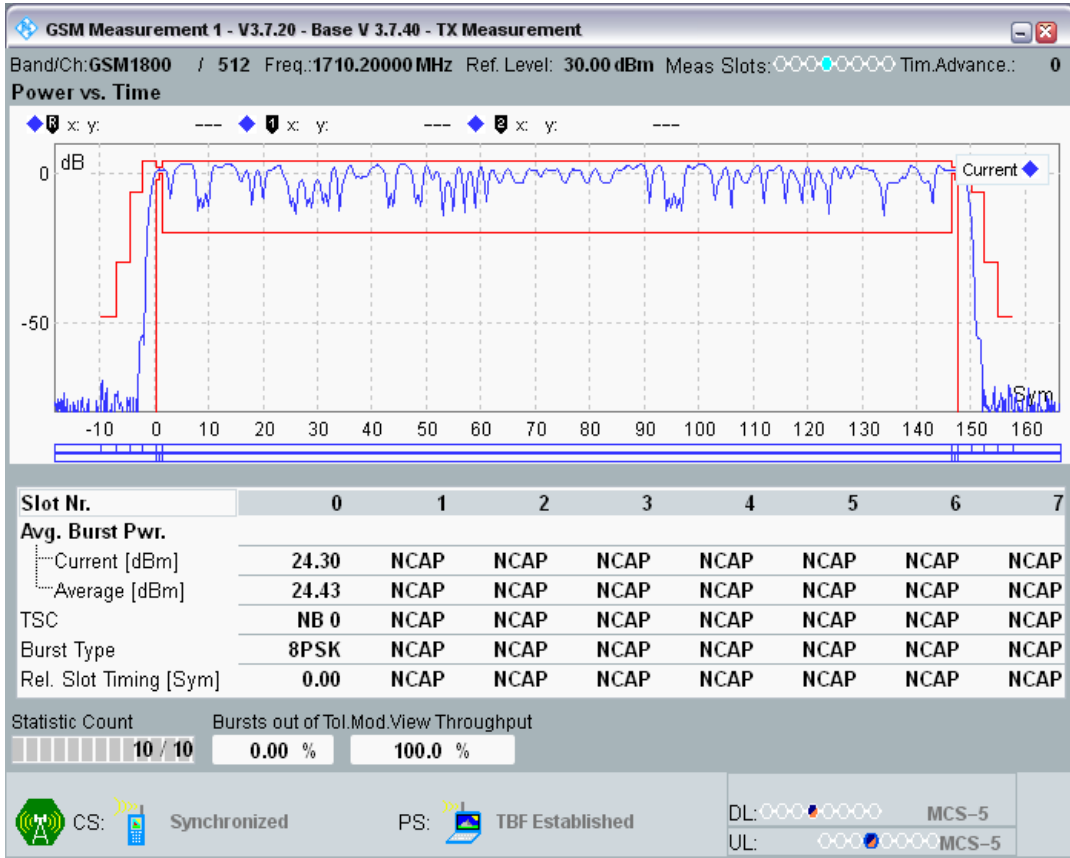 GSM Measurement 1 - V3.7.20 - Base V 3.7.40 - TX Measurement
Band/Ch:GSM1800 / 512 Freq.:1710.20000 MHz Ref. Level: 30.00 dBm Meas Slots: Tim.Advance.: 0
Power vs. Time
R x: y: --- 1 x: y: --- 2 x: y: ---
dB
0
Current
-50
Sym
-10 0 10 20 30 40 50 60 70 80 90 100 110 120 130 140 150 160
Slot Nr. 0 1 2 3 4 5 6 7
Avg. Burst Pwr.
Current [dBm] 24.30 NCAP NCAP NCAP NCAP NCAP NCAP NCAP
Average [dBm] 24.43 NCAP NCAP NCAP NCAP NCAP NCAP NCAP
TSC NB 0 NCAP NCAP NCAP NCAP NCAP NCAP NCAP
Burst Type 8PSK NCAP NCAP NCAP NCAP NCAP NCAP NCAP
Rel. Slot Timing [Sym] 0.00 NCAP NCAP NCAP NCAP NCAP NCAP NCAP
Statistic Count Bursts out of Tol.Mod.View Throughput
10 / 10 0.00 % 100.0 %
CS: Synchronized PS: TBF Established
DL: MCS-5
UL: MCS-5